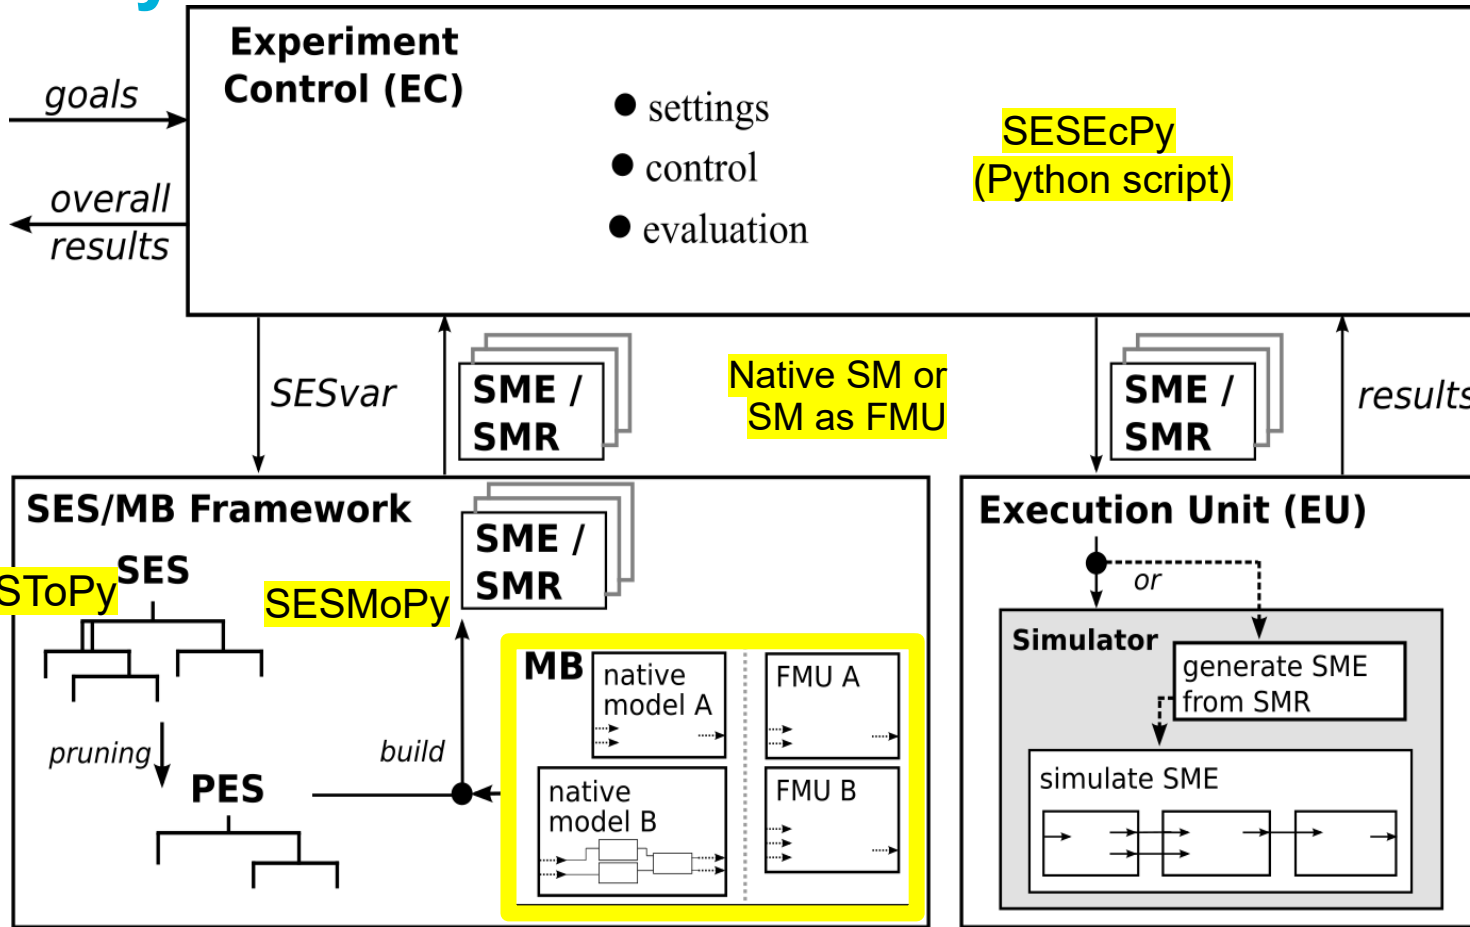 Experiment
Control (EC)
goals
overall
results
● settings
● control
● evaluation
SESEcPy
(Python script)
SESvar
SME /
SMR
Native SM or
SM as FMU
SME /
SMR
results
SES/MB Framework
SME /
SMR
SToPy
SES
SESMoPy
pruning
PES
build
MB
native
model A
FMU A
native
model B
FMU B
Execution Unit (EU)
or
Simulator
generate SME
from SMR
simulate SME